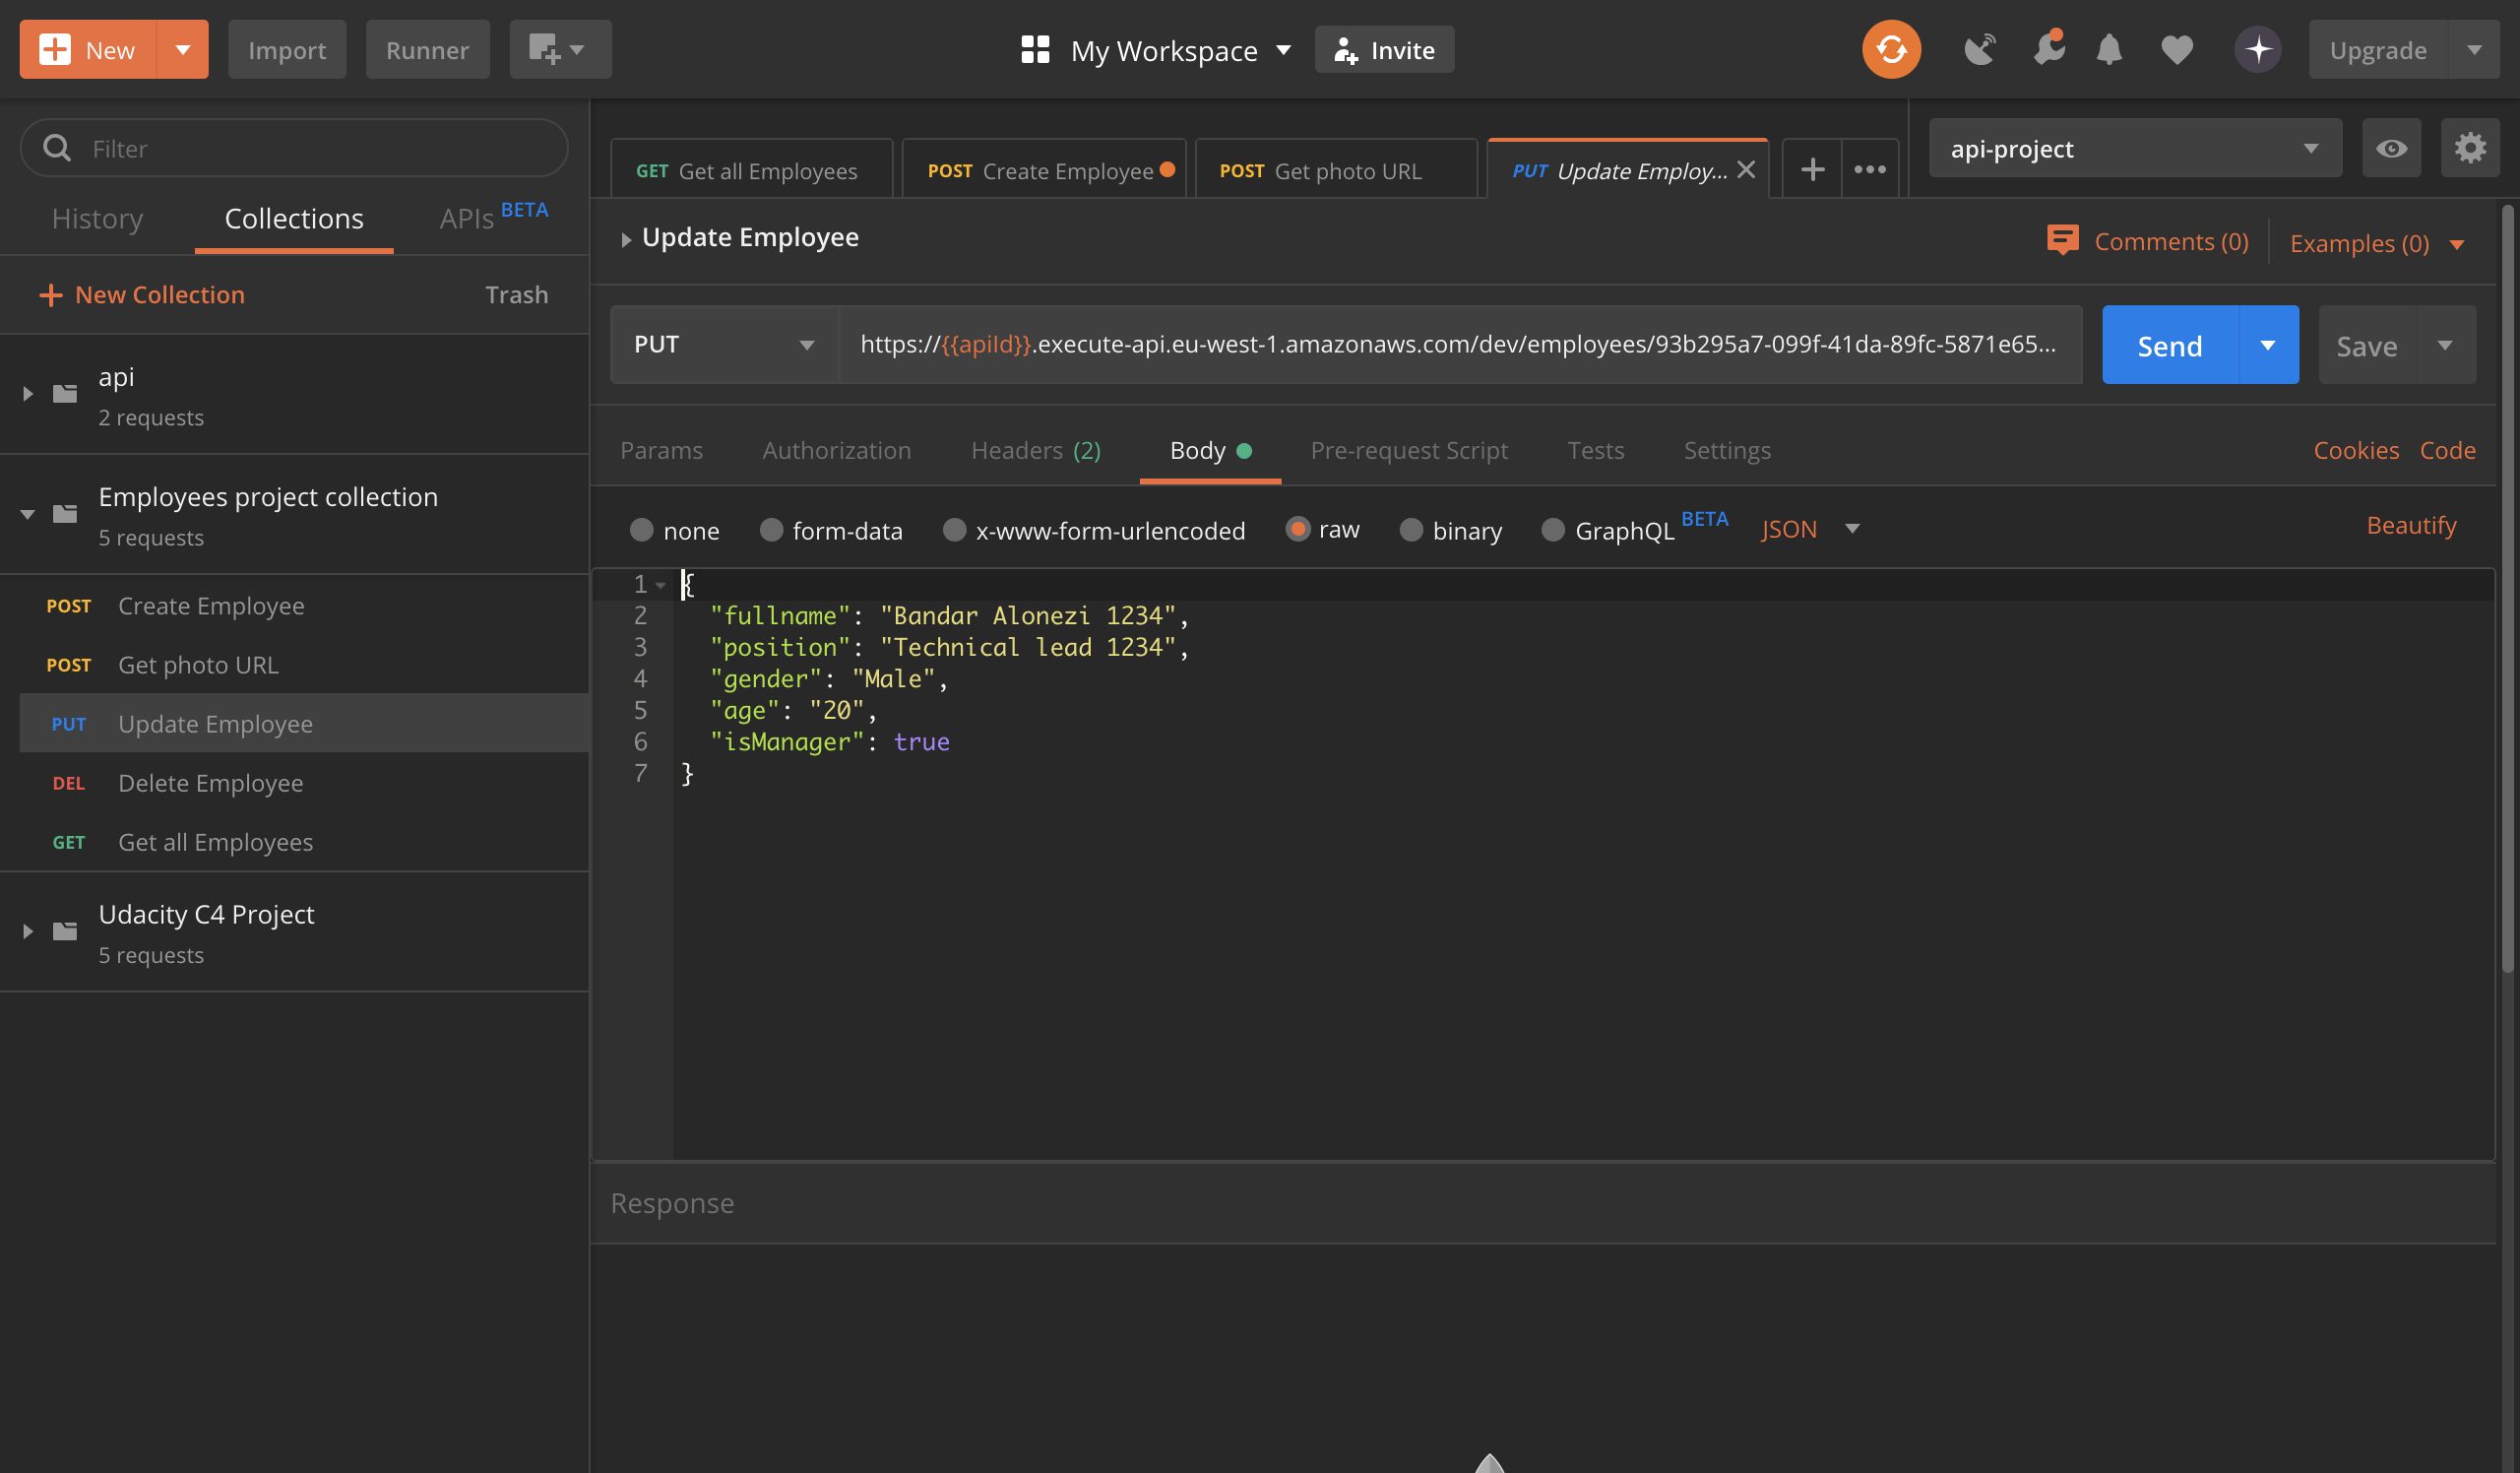 New Import Runner My Workspace Invite Upgrade
Filter
History Collections APIs BETA
New Collection Trash
api
2 requests
Employees project collection
5 requests
POST Create Employee
POST Get photo URL
PUT Update Employee
DEL Delete Employee
GET Get all Employees
Udacity C4 Project
5 requests
GET Get all Employees POST Create Employee POST Get photo URL PUT Update Employ... api-project
Update Employee Comments (0) Examples (0)
PUT https://{{apiId}}.execute-api.eu-west-1.amazonaws.com/dev/employees/93b295a7-099f-41da-89fc-5871e65... Send Save
Params Authorization Headers (2) Body Pre-request Script Tests Settings Cookies Code
none form-data x-www-form-urlencoded raw binary GraphQL BETA JSON Beautify
1 {
2 "fullname": "Bandar Alonezi 1234",
3 "position": "Technical lead 1234",
4 "gender": "Male",
5 "age": "20",
6 "isManager": true
7 }
Response